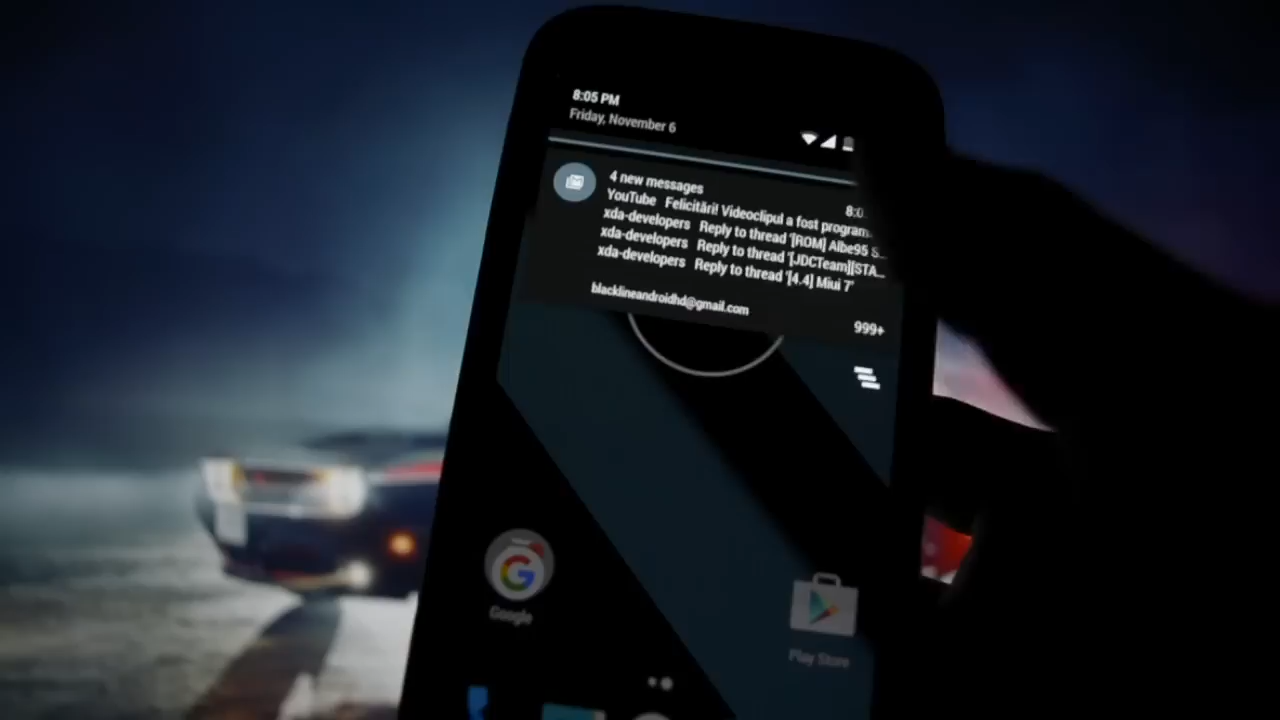 8:05 PM
Friday, November 6
4 new messages 8:0
YouTube Felicitări! Videoclipul a fost program..
xda-developers Reply to thread '[ROM] Albe95 S...
xda-developers Reply to thread '[JDCTeam][STA...
xda-developers Reply to thread '[4.4] Miui 7'
blacklineandroidhd@gmail.com 999+
Google
Play Store